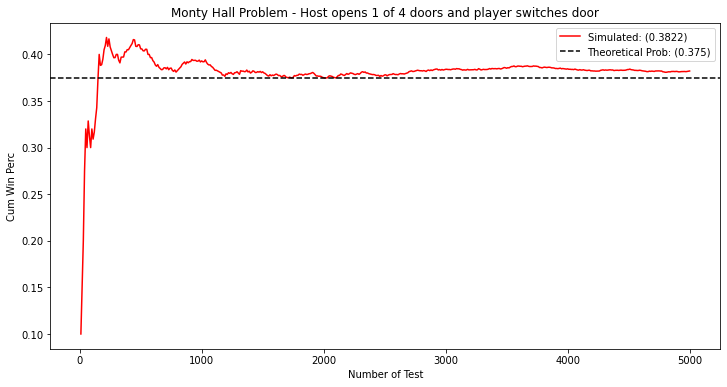 Monty Hall Problem - Host opens 1 of 4 doors and player switches door
Simulated: (0.3822)
Theoretical Prob: (0.375)
0.40
0.35
0.30
0.25
0.20
0.15
0.10
Cum Win Perc
0 1000 2000 3000 4000 5000
Number of Test